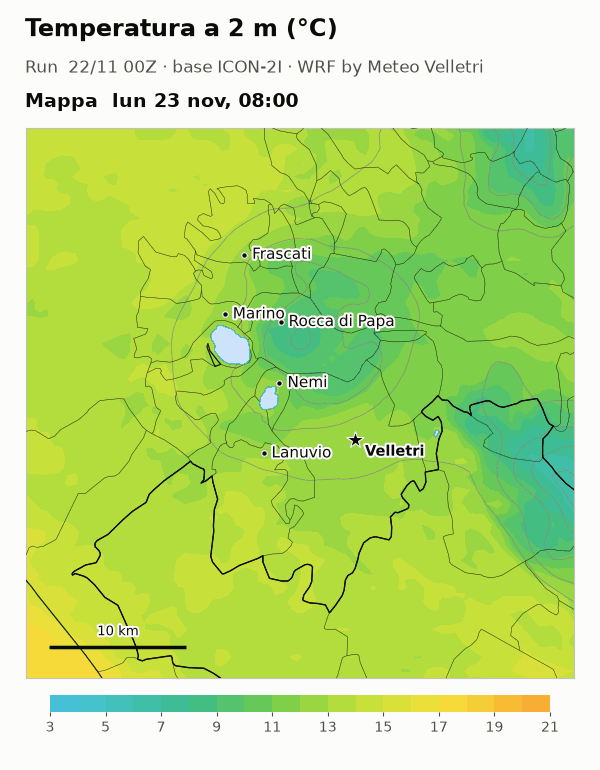 Temperatura a 2 m (°C)
Run  22/11 00Z · base ICON-2I · WRF by Meteo Velletri
Mappa  lun 23 nov, 08:00
Frascati
Marino
Rocca di Papa
Nemi
Lanuvio
Velletri
10 km
3 5 7 9 11 13 15 17 19 21